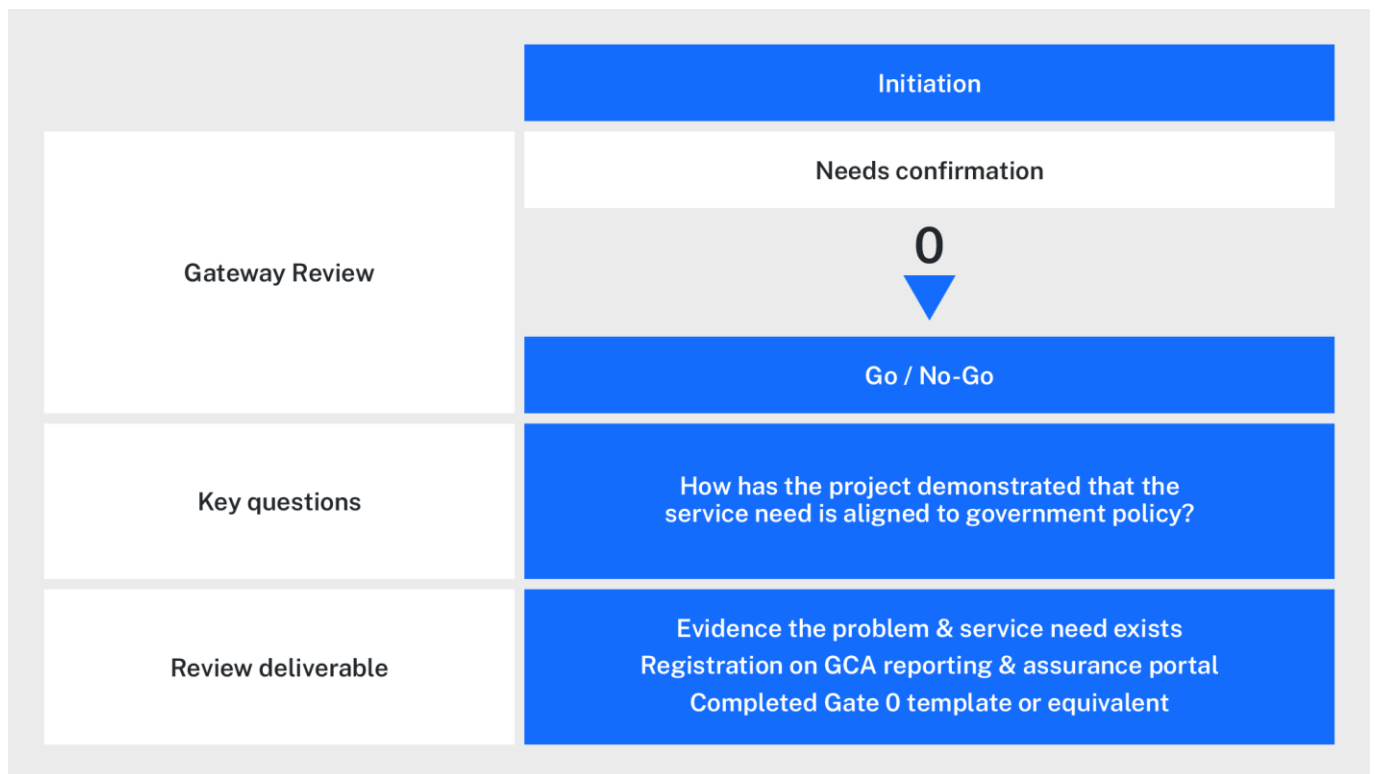 Initiation
Gateway Review
Needs confirmation
0
Go / No-Go
Key questions
How has the project demonstrated that the
service need is aligned to government policy?
Review deliverable
Evidence the problem & service need exists
Registration on GCA reporting & assurance portal
Completed Gate 0 template or equivalent